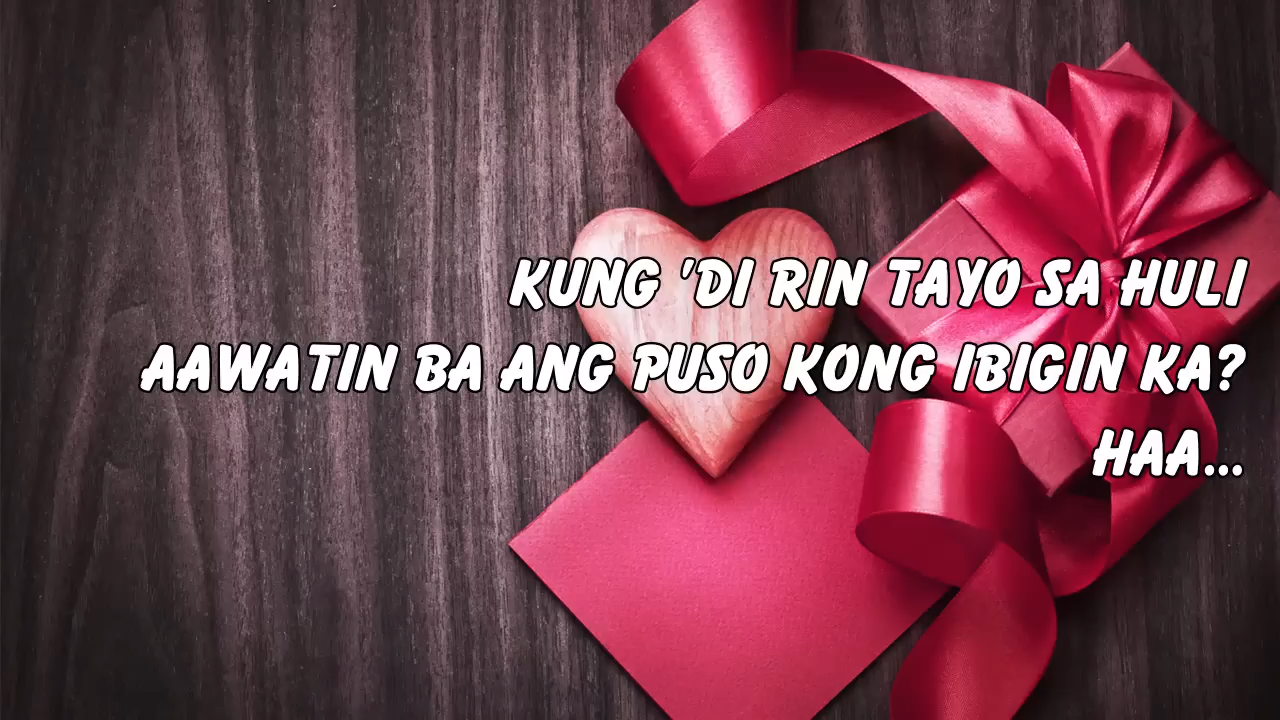 KUNG 'DI RIN TAYO SA HULI
AAWATIN BA ANG PUSO KONG IBIGIN KA?
HAA...